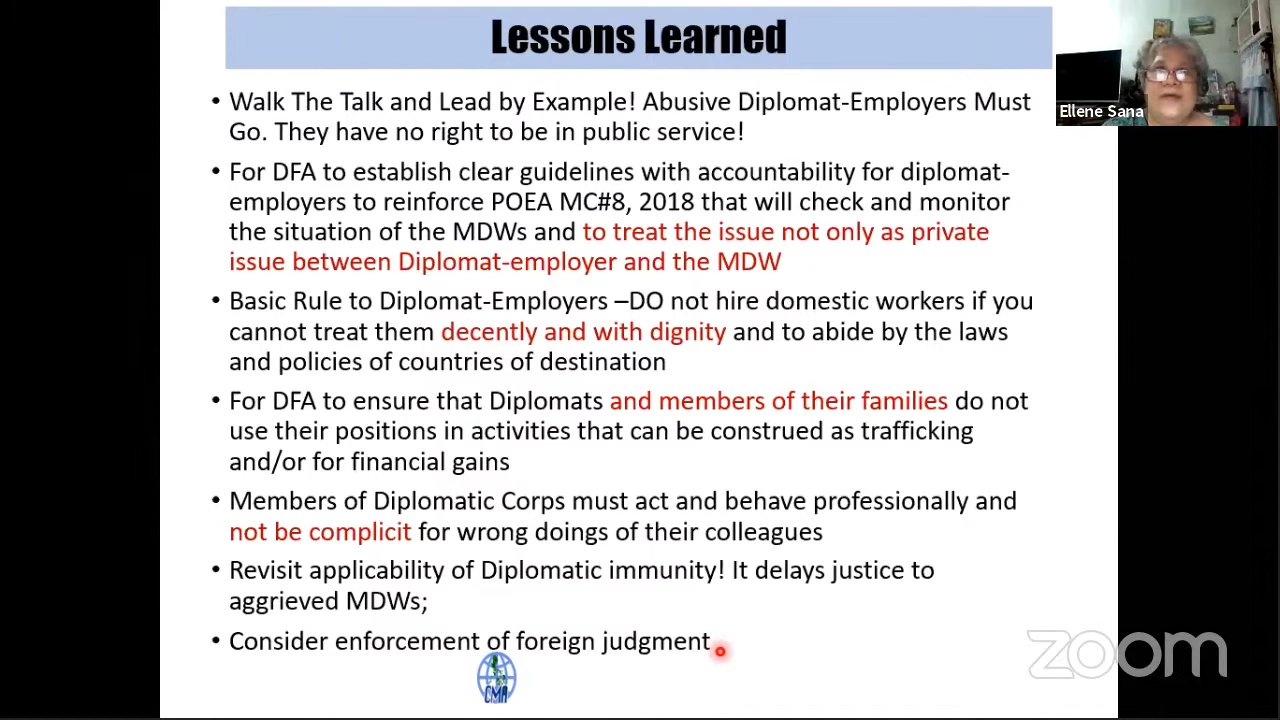 Lessons Learned
Ellene Sana
• Walk The Talk and Lead by Example! Abusive Diplomat-Employers Must
Go. They have no right to be in public service!
• For DFA to establish clear guidelines with accountability for diplomat-
employers to reinforce POEA MC#8, 2018 that will check and monitor
the situation of the MDWs and to treat the issue not only as private
issue between Diplomat-employer and the MDW
• Basic Rule to Diplomat-Employers –DO not hire domestic workers if you
cannot treat them decently and with dignity and to abide by the laws
and policies of countries of destination
• For DFA to ensure that Diplomats and members of their families do not
use their positions in activities that can be construed as trafficking
and/or for financial gains
• Members of Diplomatic Corps must act and behave professionally and
not be complicit for wrong doings of their colleagues
• Revisit applicability of Diplomatic immunity! It delays justice to
aggrieved MDWs;
• Consider enforcement of foreign judgment
CMA
zoom